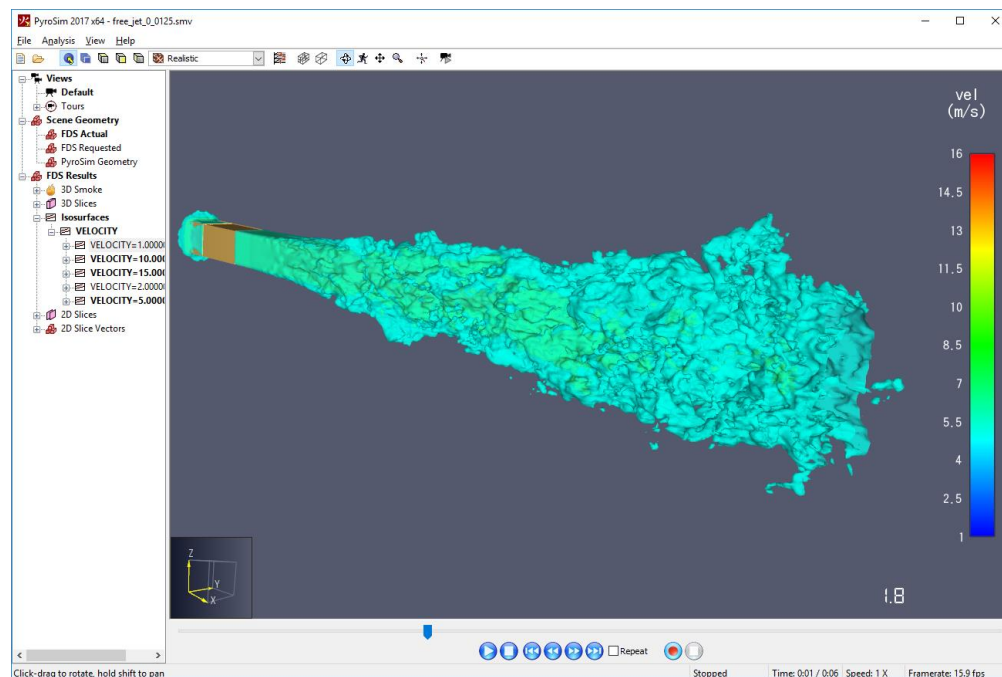 PyroSim 2017 x64 - free_jet_0_0125.smv
File Analysis View Help
Realistic
Views
Default
Tours
Scene Geometry
FDS Actual
FDS Requested
PyroSim Geometry
FDS Results
3D Smoke
3D Slices
Isosurfaces
VELOCITY
VELOCITY=1.0000
VELOCITY=10.000
VELOCITY=15.000
VELOCITY=2.0000
VELOCITY=5.0000
2D Slices
2D Slice Vectors
vel
(m/s)
16
14.5
13
11.5
10
8.5
7
5.5
4
2.5
1
Z
Y
X
1.8
Repeat
Click-drag to rotate, hold shift to pan
Stopped
Time: 0:01 / 0:06
Speed: 1 X
Framerate: 15.9 fps